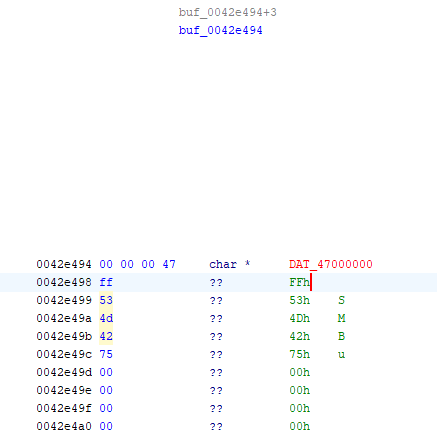 buf_0042e494+3
buf_0042e494
0042e494 00 00 00 47 char * DAT_47000000
0042e498 ff ?? FFh
0042e499 53 ?? 53h S
0042e49a 4d ?? 4Dh M
0042e49b 42 ?? 42h B
0042e49c 75 ?? 75h u
0042e49d 00 ?? 00h
0042e49e 00 ?? 00h
0042e49f 00 ?? 00h
0042e4a0 00 ?? 00h